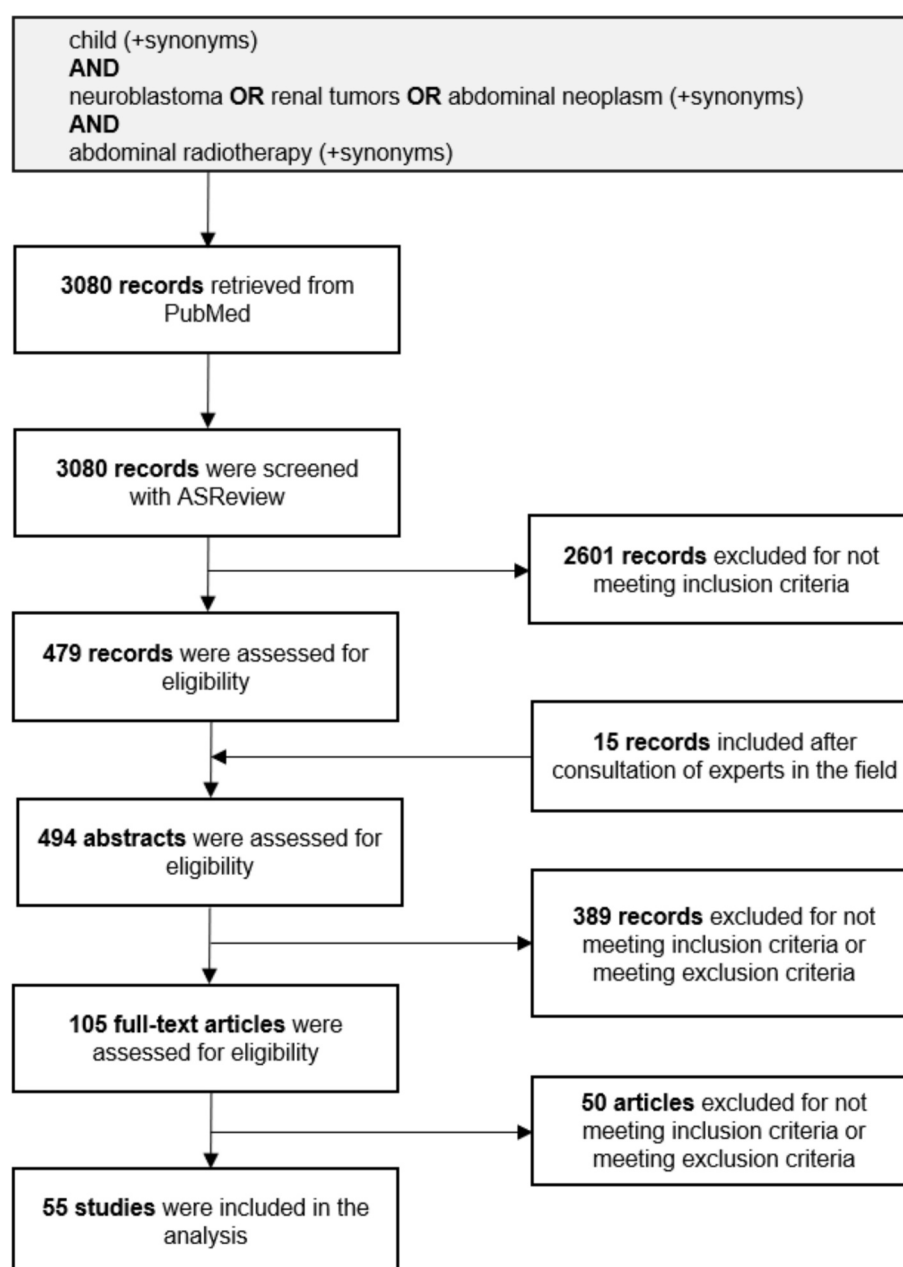 child (+synonyms)
AND
neuroblastoma OR renal tumors OR abdominal neoplasm (+synonyms)
AND
abdominal radiotherapy (+synonyms)
3080 records retrieved from
PubMed
3080 records were screened
with ASReview
2601 records excluded for not
meeting inclusion criteria
479 records were assessed for
eligibility
15 records included after
consultation of experts in the field
494 abstracts were assessed for
eligibility
389 records excluded for not
meeting inclusion criteria or
meeting exclusion criteria
105 full-text articles were
assessed for eligibility
50 articles excluded for not
meeting inclusion criteria or
meeting exclusion criteria
55 studies were included in the
analysis